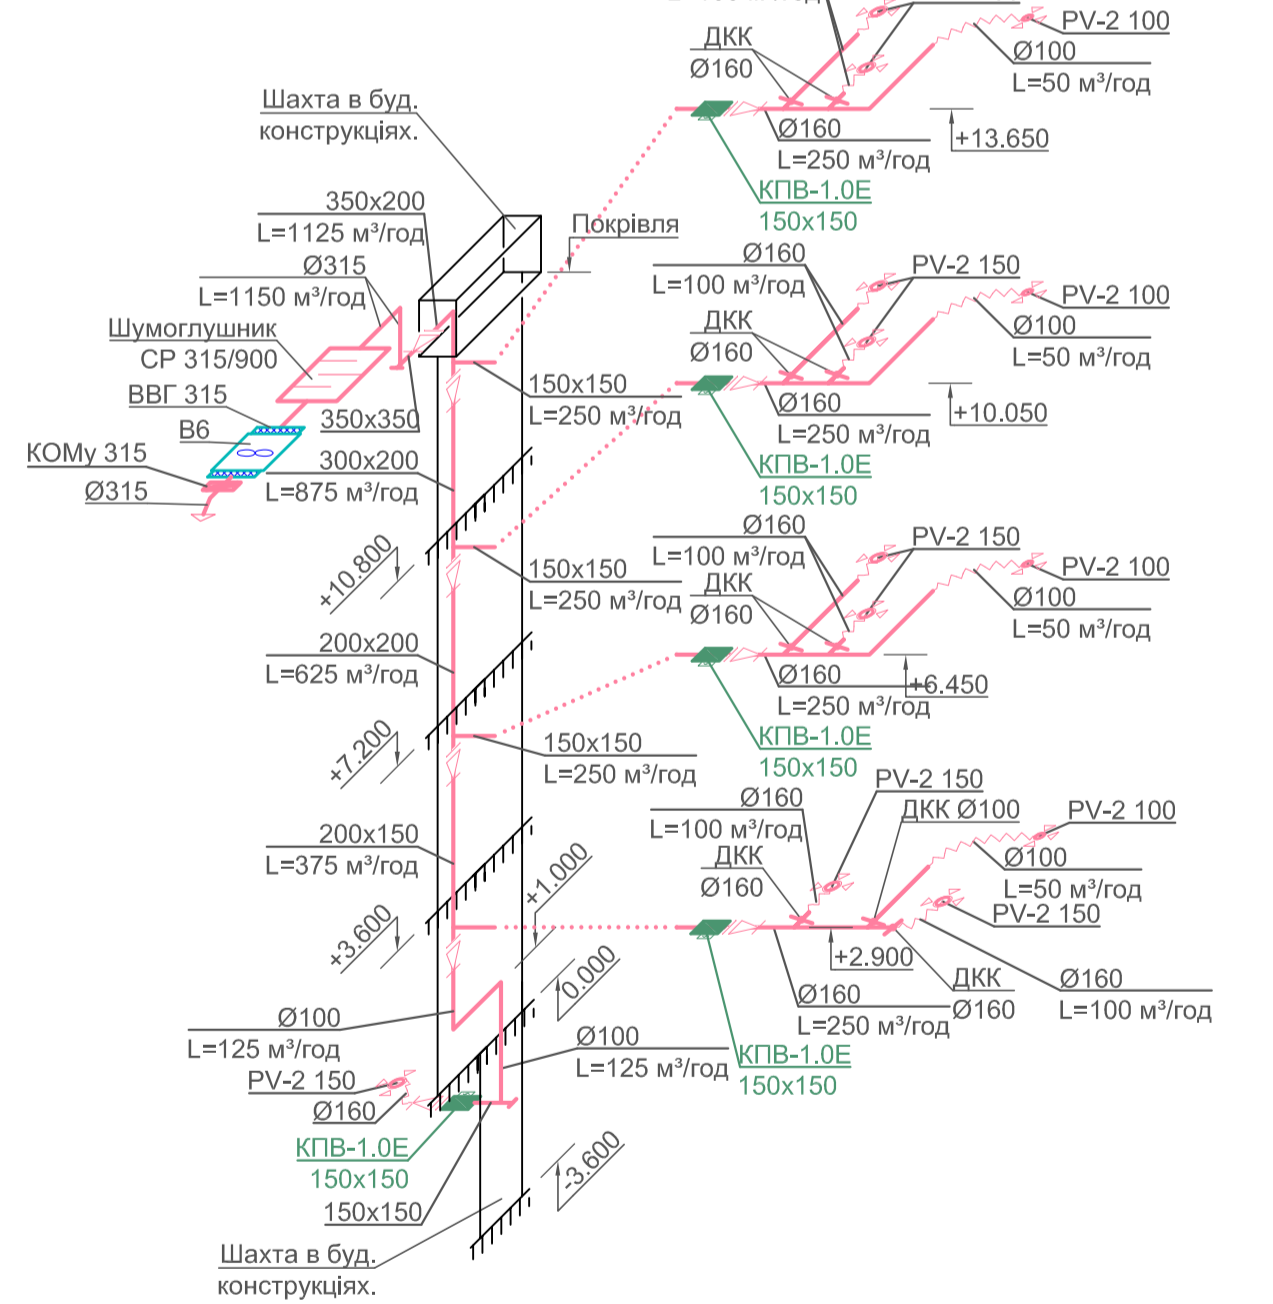 PV-2 100
ДКК
Ø160
Ø100
L=50 м³/год
Шахта в буд.
конструкціях.
Ø160
L=250 м³/год
+13.650
КПВ-1.0Е
150x150
350x200
L=1125 м³/год
Покрівля
Ø315
L=1150 м³/год
Ø160
L=100 м³/год
PV-2 150
PV-2 100
ДКК
Ø160
Ø100
L=50 м³/год
Шумоглушник
СР 315/900
ВВГ 315
В6
350x350
150x150
L=250 м³/год
Ø160
L=250 м³/год
+10.050
КПВ-1.0Е
150x150
КОМу 315
Ø315
300x200
L=875 м³/год
+10.800
150x150
L=250 м³/год
Ø160
L=100 м³/год
PV-2 150
PV-2 100
ДКК
Ø160
Ø100
L=50 м³/год
200x200
L=625 м³/год
Ø160
L=250 м³/год
+6.450
КПВ-1.0Е
150x150
+7.200
150x150
L=250 м³/год
Ø160
L=100 м³/год
PV-2 150
ДКК Ø100
PV-2 100
200x150
L=375 м³/год
ДКК
Ø160
Ø100
L=50 м³/год
PV-2 150
+1.000
+3.600
+2.900
ДКК
Ø160
Ø160
L=100 м³/год
0.000
Ø160
L=250 м³/год
КПВ-1.0Е
150x150
Ø100
L=125 м³/год
Ø100
L=125 м³/год
PV-2 150
Ø160
КПВ-1.0Е
150x150
150x150
-3.600
Шахта в буд.
конструкціях.